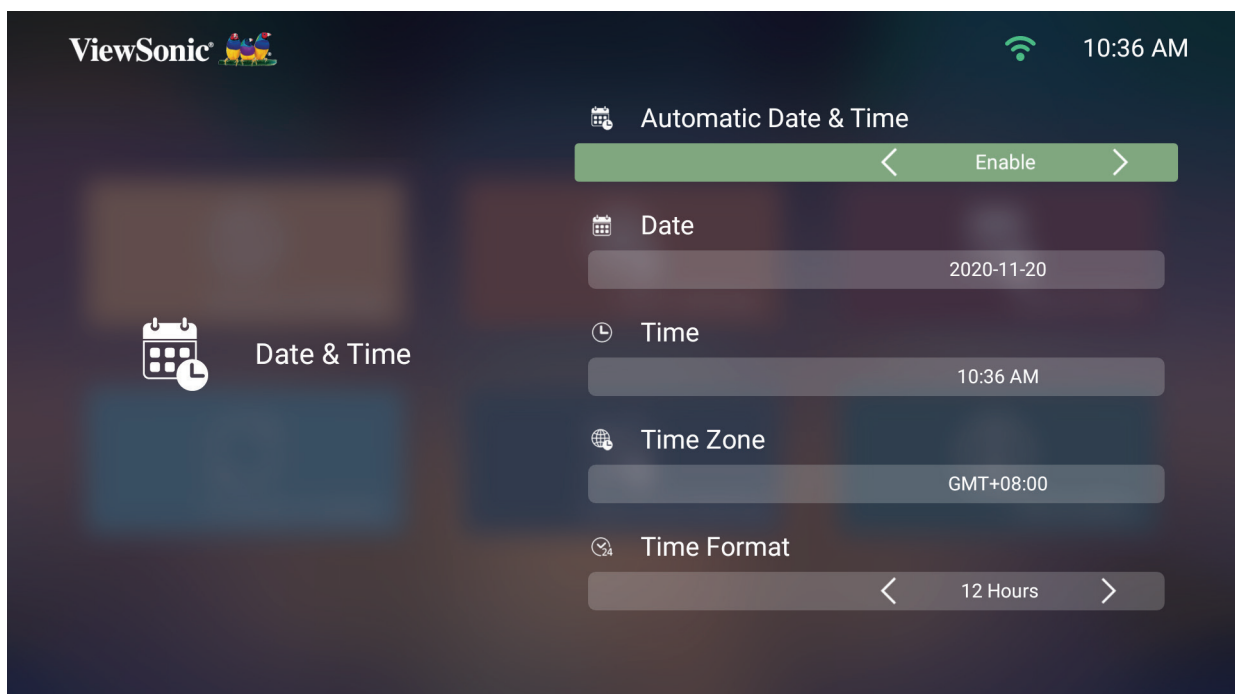 ViewSonic®
10:36 AM
Automatic Date & Time
Enable
Date
2020-11-20
Date & Time
Time
10:36 AM
Time Zone
GMT+08:00
24
Time Format
12 Hours